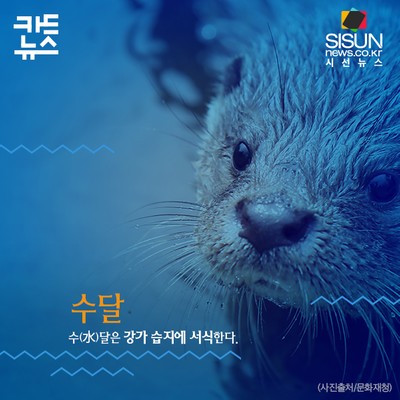 카드
뉴스
SISUN
news.co.kr
시선뉴스
수달
수(水)달은 강가 습지에 서식한다.
(사진출처/문화재청)